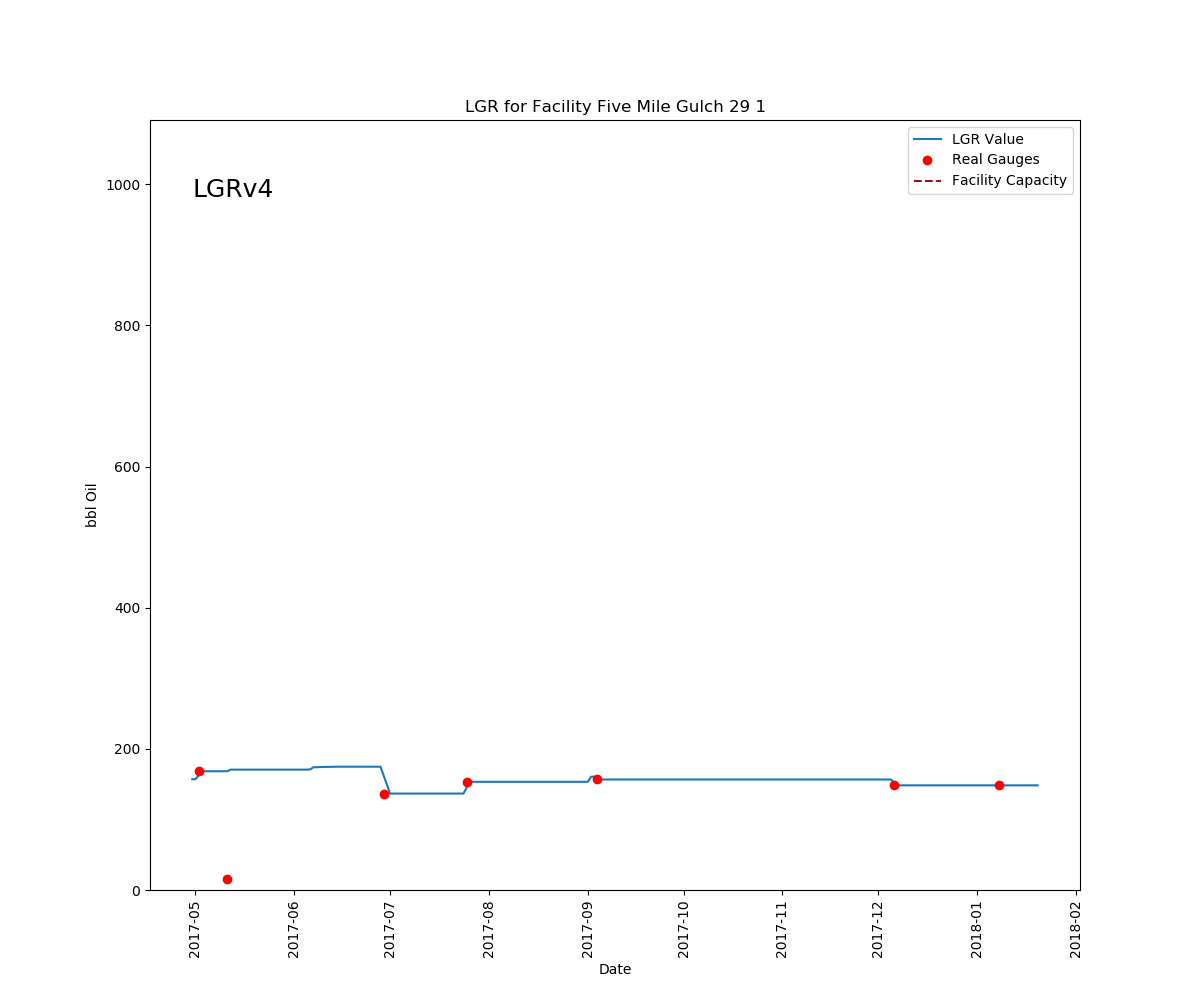 LGR for Facility Five Mile Gulch 29 1
LGRv4
LGR Value
Real Gauges
Facility Capacity
bbl Oil
1000
800
600
400
200
0
2017-05
2017-06
2017-07
2017-08
2017-09
2017-10
2017-11
2017-12
2018-01
2018-02
Date